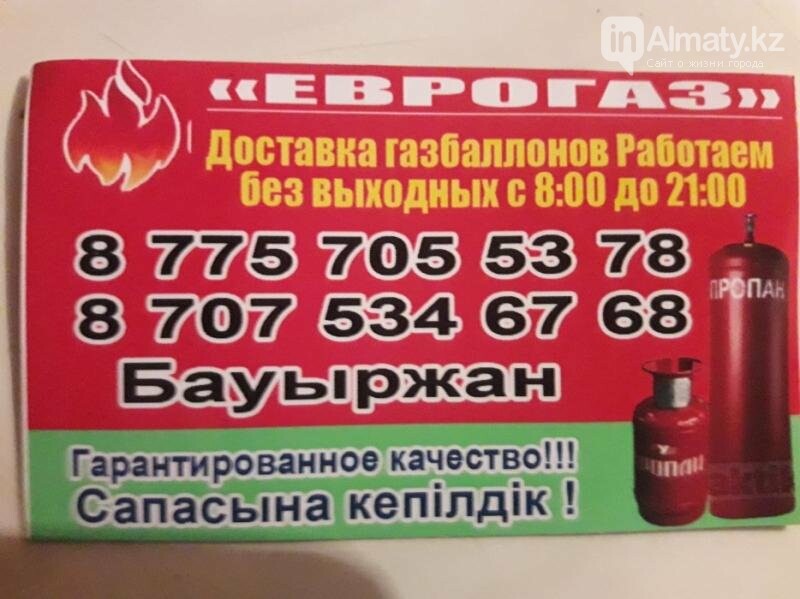 inAlmaty.kz
Сайт о жизни города
«ЕВРОГАЗ»
Доставка газбаллонов Работаем
без выходных с 8:00 до 21:00
8 775 705 53 78
8 707 534 67 68
Бауыржан
ПРОПАН
Гарантированное качество!!!
Сапасына кепілдік !